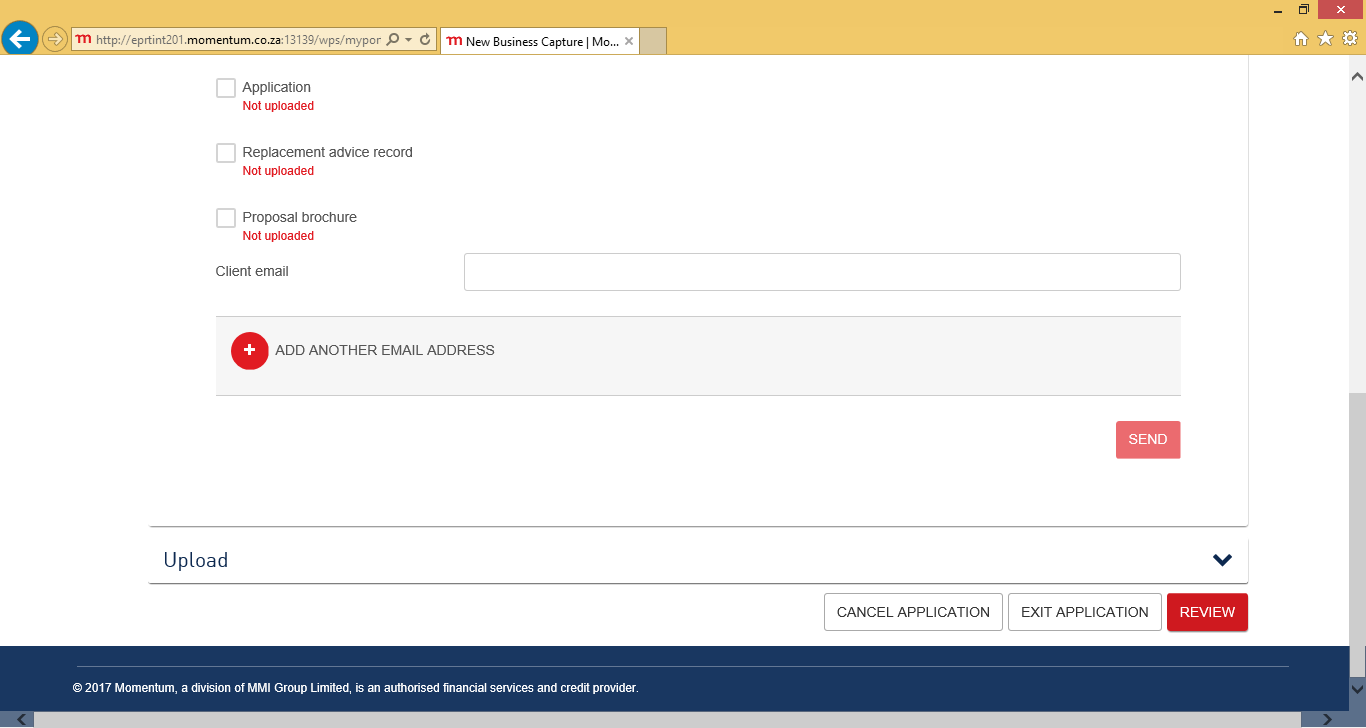 http://eprtint201.momentum.co.za:13139/wps/mypor
m New Business Capture | Mo...
Application
Not uploaded
Replacement advice record
Not uploaded
Proposal brochure
Not uploaded
Client email
ADD ANOTHER EMAIL ADDRESS
SEND
Upload
CANCEL APPLICATION
EXIT APPLICATION
REVIEW
© 2017 Momentum, a division of MMI Group Limited, is an authorised financial services and credit provider.